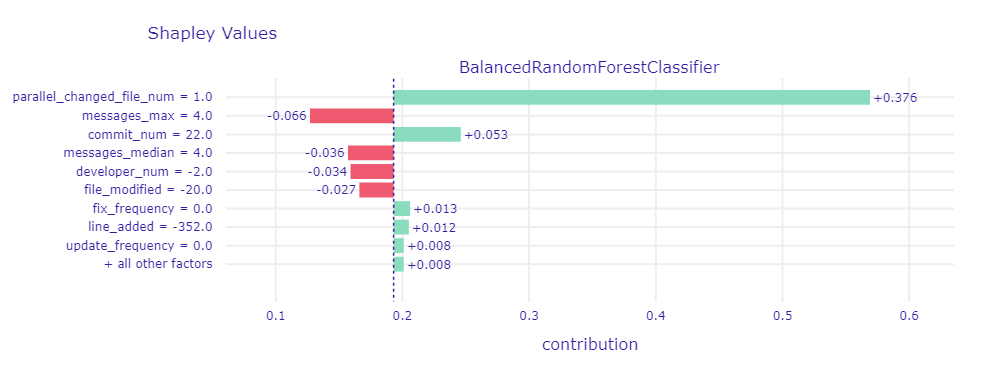 Shapley Values
BalancedRandomForestClassifier
parallel_changed_file_num = 1.0
+0.376
messages_max = 4.0
-0.066
commit_num = 22.0
+0.053
messages_median = 4.0
-0.036
developer_num = -2.0
-0.034
file_modified = -20.0
-0.027
fix_frequency = 0.0
+0.013
line_added = -352.0
+0.012
update_frequency = 0.0
+0.008
+ all other factors
+0.008
0.1 0.2 0.3 0.4 0.5 0.6
contribution